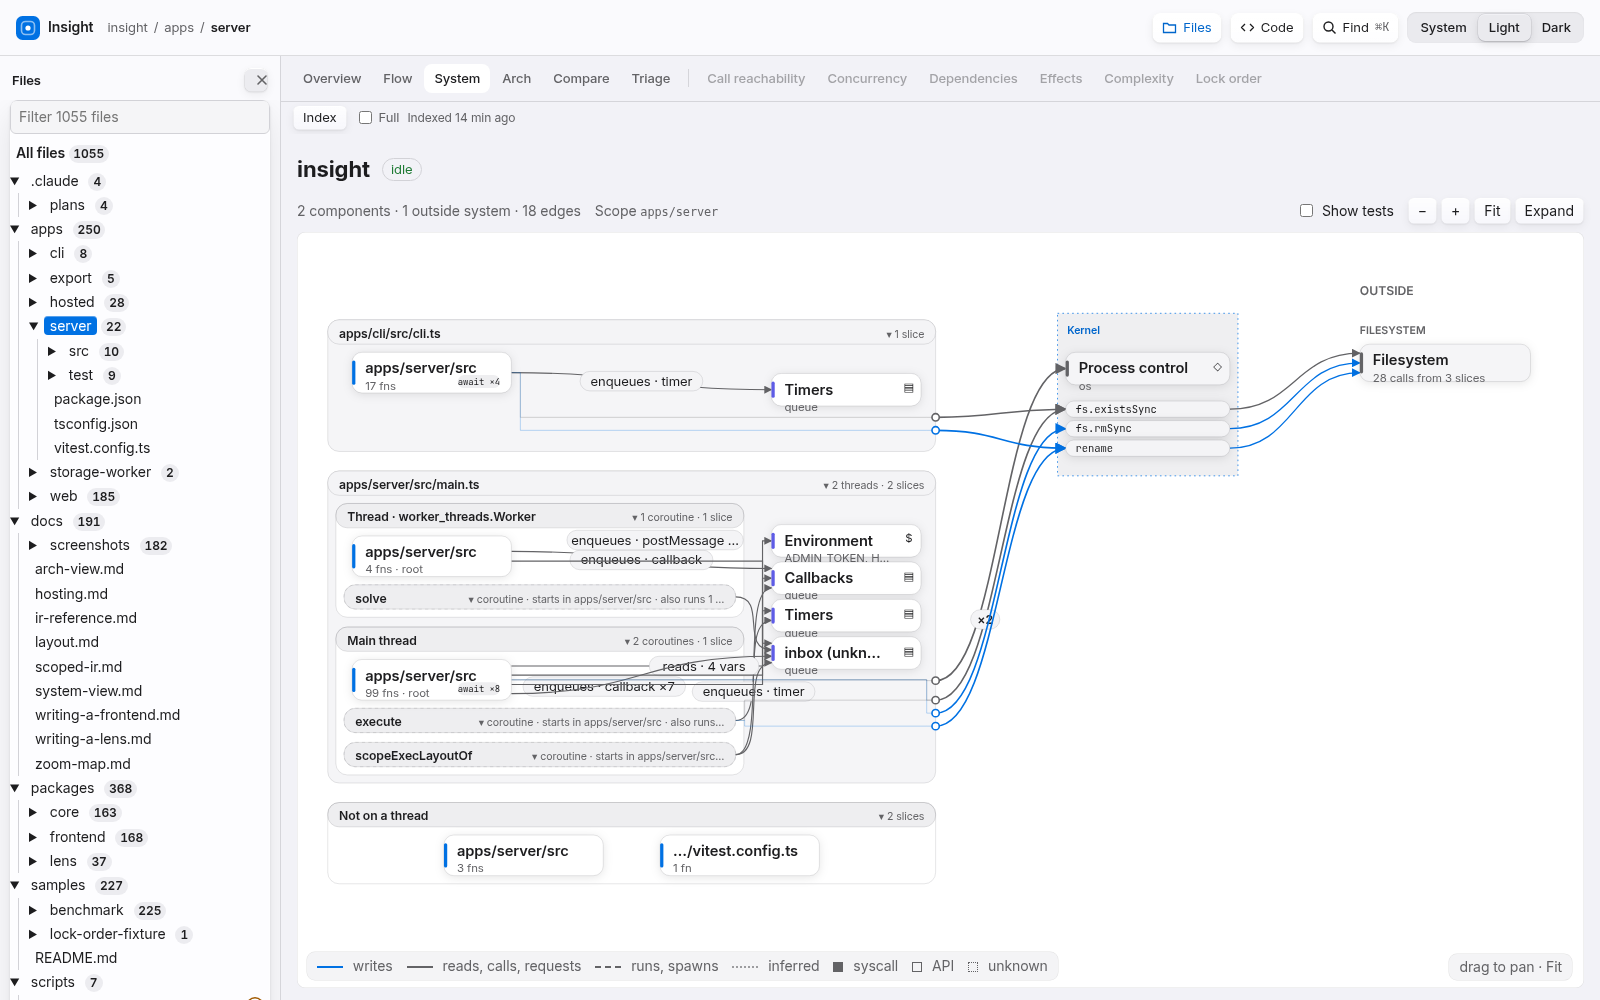 Insight insight / apps / server Files Code Find ⌘K System Light Dark
Files
Filter 1055 files
All files 1055
.claude 4
plans 4
apps 250
cli 8
export 5
hosted 28
server 22
src 10
test 9
package.json
tsconfig.json
vitest.config.ts
storage-worker 2
web 185
docs 191
screenshots 182
arch-view.md
hosting.md
ir-reference.md
layout.md
scoped-ir.md
system-view.md
writing-a-frontend.md
writing-a-lens.md
zoom-map.md
packages 368
core 163
frontend 168
lens 37
samples 227
benchmark 225
lock-order-fixture 1
README.md
scripts 7
Overview Flow System Arch Compare Triage Call reachability Concurrency Dependencies Effects Complexity Lock order
Index Full Indexed 14 min ago
insight idle
2 components · 1 outside system · 18 edges Scope apps/server
Show tests − + Fit Expand
apps/cli/src/cli.ts ▾ 1 slice
apps/server/src
17 fns await ×4
enqueues · timer
Timers
queue
apps/server/src/main.ts ▾ 2 threads · 2 slices
Thread · worker_threads.Worker ▾ 1 coroutine · 1 slice
enqueues · postMessage ...
apps/server/src
4 fns · root
enqueues · callback
solve ▾ coroutine · starts in apps/server/src · also runs 1 ...
Main thread ▾ 2 coroutines · 1 slice
apps/server/src
99 fns · root await ×8
reads · 4 vars
enqueues · callback ×7
enqueues · timer
execute ▾ coroutine · starts in apps/server/src · also runs...
scopeExecLayoutOf ▾ coroutine · starts in apps/server/src...
Environment $
ADMIN_TOKEN, H...
Callbacks
queue
Timers
queue
inbox (unkn...
queue
Not on a thread ▾ 2 slices
apps/server/src
3 fns
.../vitest.config.ts
1 fn
×2
Kernel
Process control ◇
os
fs.existsSync
fs.rmSync
rename
OUTSIDE
FILESYSTEM
Filesystem
28 calls from 3 slices
writes reads, calls, requests runs, spawns inferred syscall API unknown
drag to pan · Fit